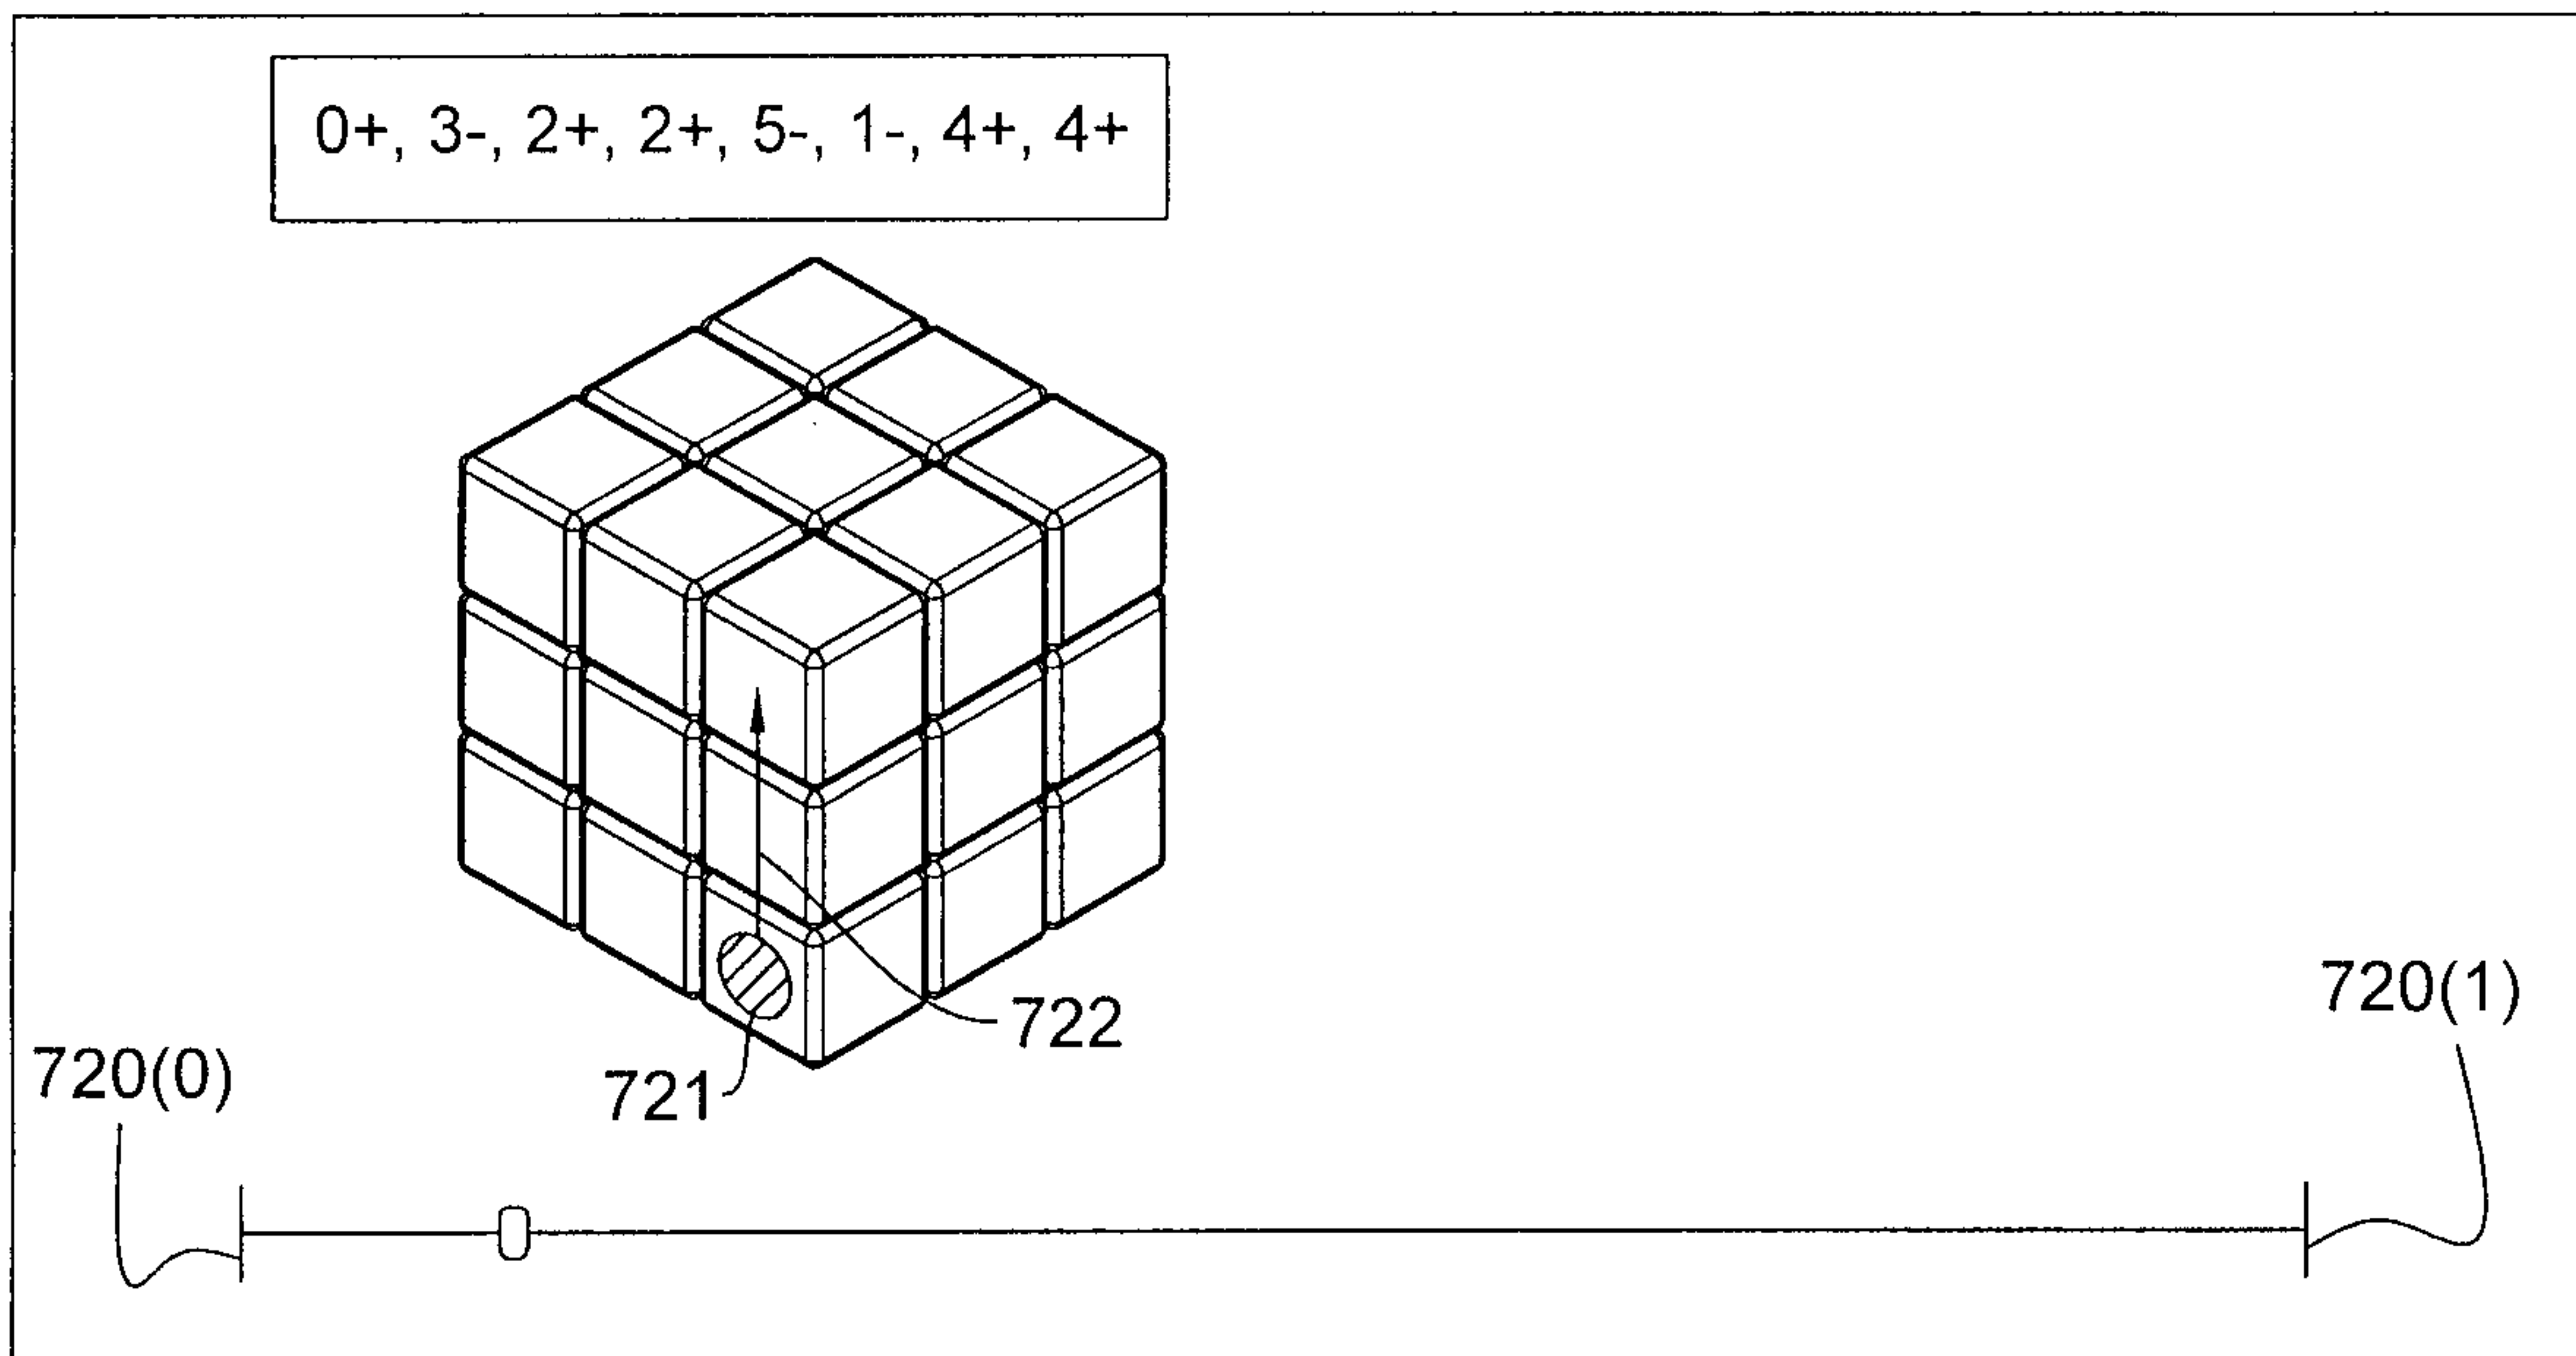 0+, 3-, 2+, 2+, 5-, 1-, 4+, 4+
720(1)
722
720(0)
721